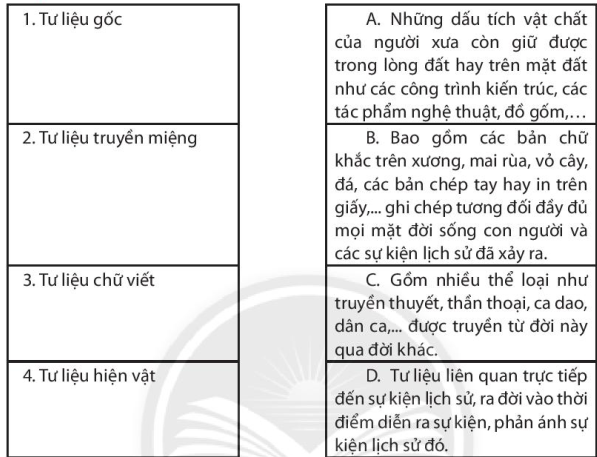 1. Tư liệu gốc
A. Những dấu tích vật chất
của người xưa còn giữ được
trong lòng đất hay trên mặt đất
như các công trình kiến trúc, các
tác phẩm nghệ thuật, đồ gốm,…
2. Tư liệu truyền miệng
B. Bao gồm các bản chữ
khắc trên xương, mai rùa, vỏ cây,
đá, các bản chép tay hay in trên
giấy,... ghi chép tương đối đầy đủ
mọi mặt đời sống con người và
các sự kiện lịch sử đã xảy ra.
3. Tư liệu chữ viết
C. Gồm nhiều thể loại như
truyền thuyết, thần thoại, ca dao,
dân ca,... được truyền từ đời này
qua đời khác.
4. Tư liệu hiện vật
D. Tư liệu liên quan trực tiếp
đến sự kiện lịch sử, ra đời vào thời
điểm diễn ra sự kiện, phản ánh sự
kiện lịch sử đó.